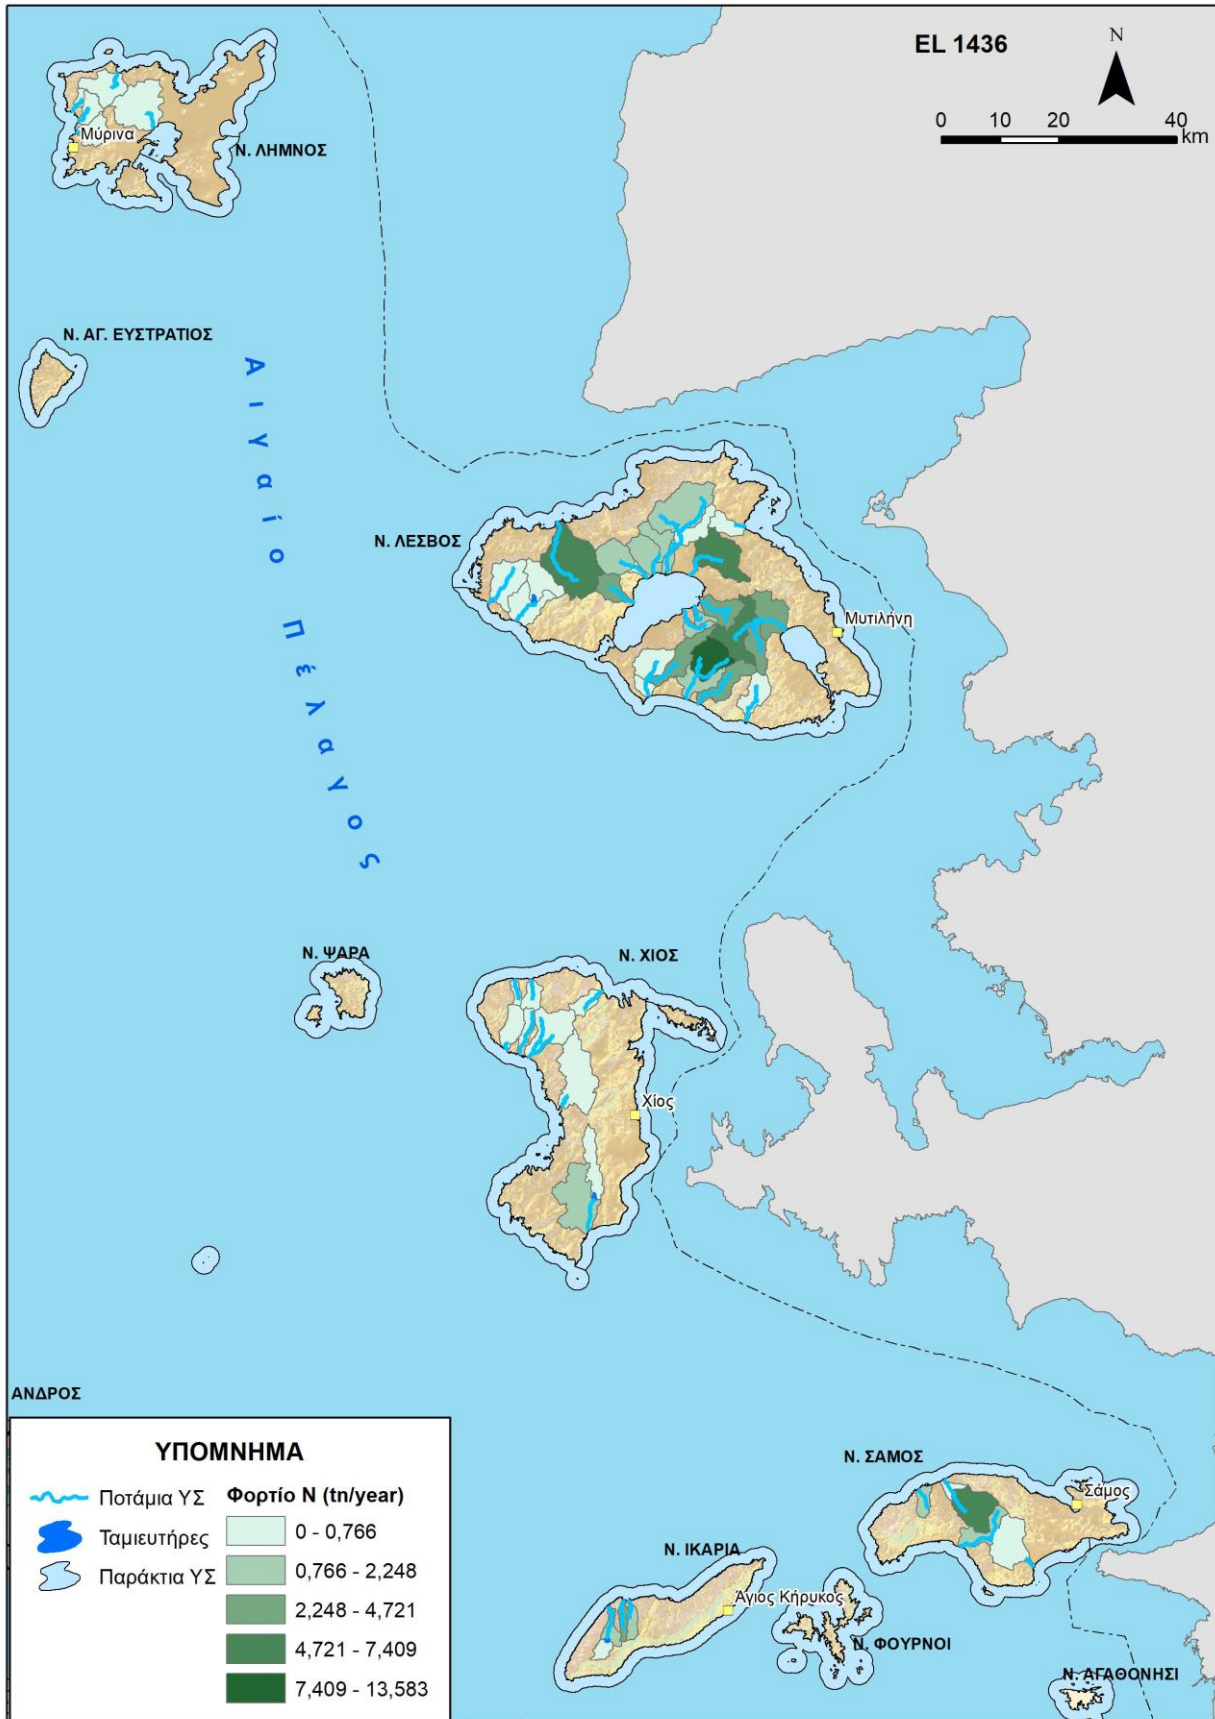 EL 1436
N
0 10 20 40
km
Μύρινα
Ν. ΛΗΜΝΟΣ
Ν. ΑΓ. ΕΥΣΤΡΑΤΙΟΣ
Αιγαίο Πέλαγος
Ν. ΛΕΣΒΟΣ
Μυτιλήνη
Ν. ΨΑΡΑ
Ν. ΧΙΟΣ
Χίος
ΑΝΔΡΟΣ
Ν. ΣΑΜΟΣ
Σάμος
Ν. ΙΚΑΡΙΑ
Άγιος Κήρυκος
Ν. ΦΟΥΡΝΟΙ
Ν. ΑΓΑΘΟΝΗΣΙ
ΥΠΟΜΝΗΜΑ
Ποτάμια ΥΣ
Ταμιευτήρες
Παράκτια ΥΣ
Φορτίο Ν (tn/year)
0 - 0,766
0,766 - 2,248
2,248 - 4,721
4,721 - 7,409
7,409 - 13,583